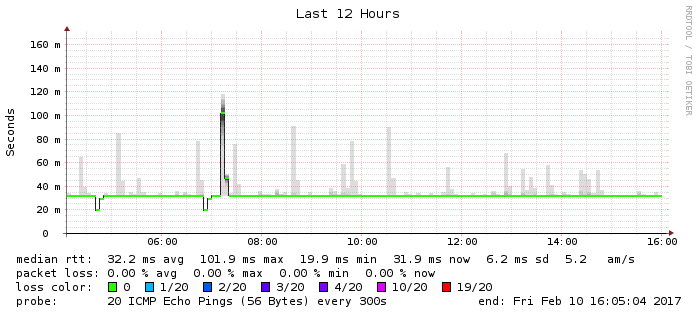 Last 12 Hours
RRDTOOL / TOBI OETIKER
Seconds
160 m
140 m
120 m
100 m
80 m
60 m
40 m
20 m
0
06:00 08:00 10:00 12:00 14:00 16:00
median rtt: 32.2 ms avg 101.9 ms max 19.9 ms min 31.9 ms now 6.2 ms sd 5.2 am/s
packet loss: 0.00 % avg 0.00 % max 0.00 % min 0.00 % now
loss color: 0 1/20 2/20 3/20 4/20 10/20 19/20
probe: 20 ICMP Echo Pings (56 Bytes) every 300s end: Fri Feb 10 16:05:04 2017